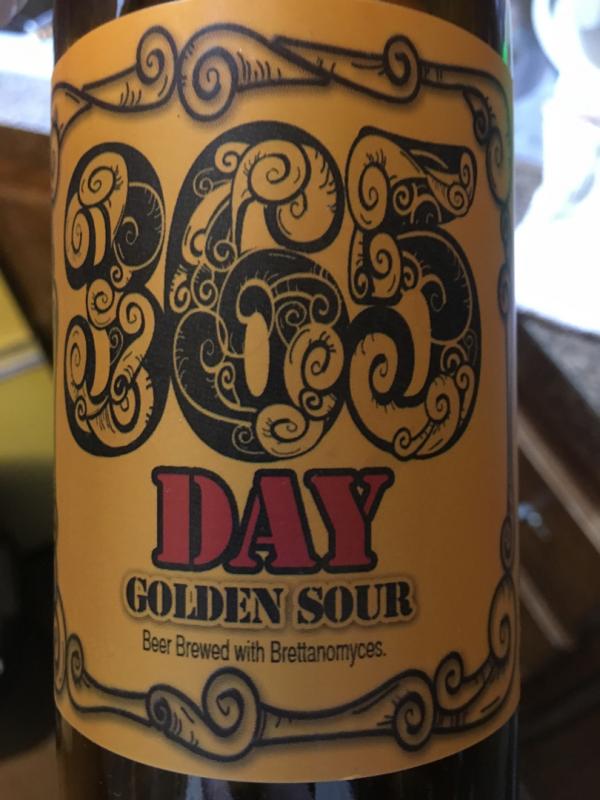 365
DAY
GOLDEN SOUR
Beer Brewed with Brettanomyces.